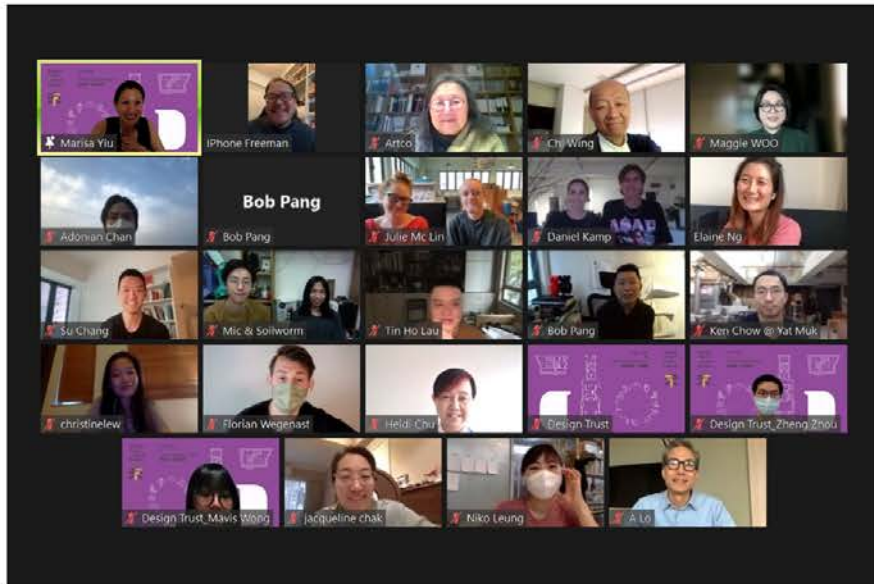 Marisa Yiu
IPhone Freeman
Artco
Chi Wing
Maggie WOO
Adonian Chan
Bob Pang
Bob Pang
Julie Mc Lin
Daniel Kamp
ASAP
Elaine Ng
Su Chang
Mic & Soilworm
Tin Ho Lau
Bob Pang
Ken Chow @ Yat Muk
christinelew
Florian Wegenast
Heidi Chu
Design Trust
Design Trust_Zheng Zhou
Design Trust_Mavis Wong
jacqueline chak
Niko Leung
A Lo